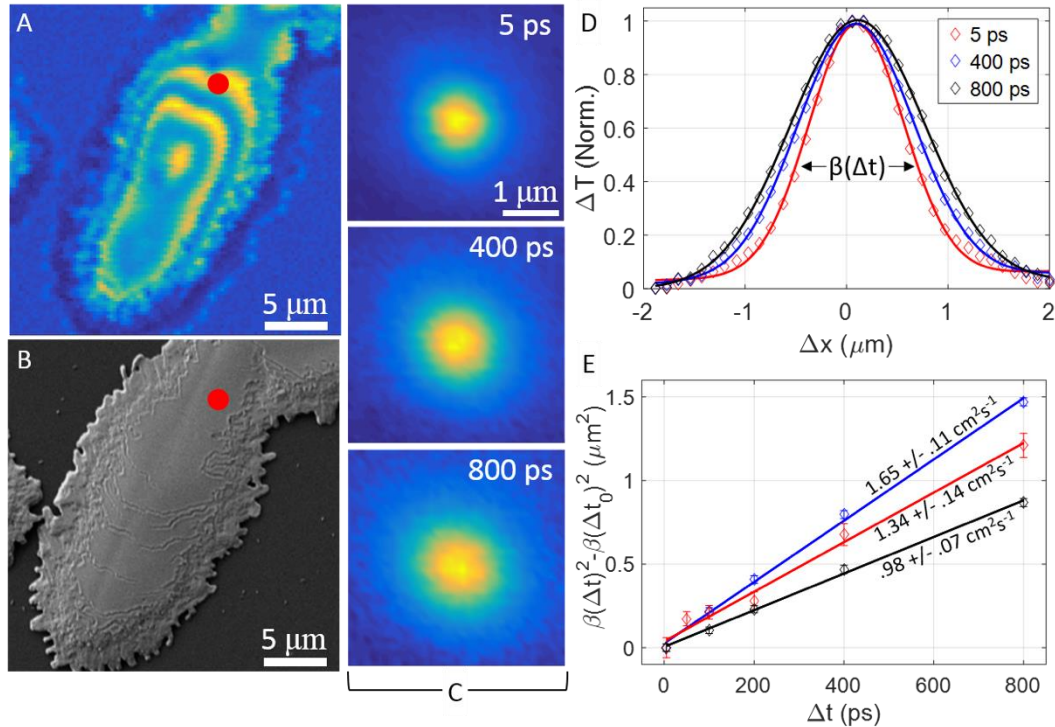 A
5 μm
B
5 μm
5 ps
1 μm
400 ps
800 ps
C
D
ΔT (Norm.)
1
0.8
0.6
0.4
0.2
0
5 ps
400 ps
800 ps
β(Δt)
-2
-1
0
1
2
Δx (μm)
E
β(Δt)²-β(Δt₀)² (μm²)
1.5
1
0.5
0
1.65 +/- .11 cm²s⁻¹
1.34 +/- .14 cm²s⁻¹
.98 +/- .07 cm²s⁻¹
0
200
400
600
800
Δt (ps)